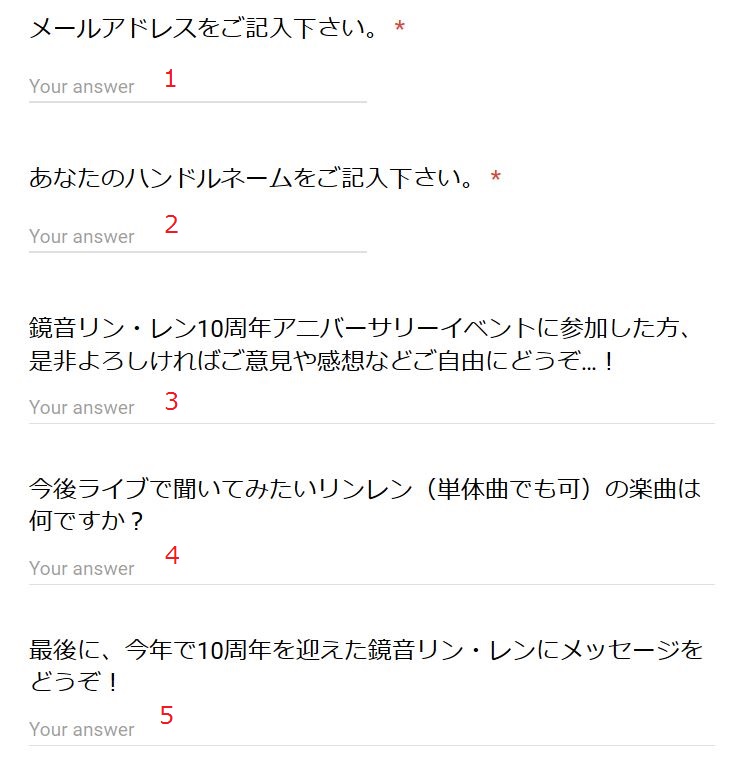 メールアドレスをご記入下さい。 *
Your answer 1
あなたのハンドルネームをご記入下さい。 *
Your answer 2
鏡音リン・レン10周年アニバーサリーイベントに参加した方、
是非よろしければご意見や感想などご自由にどうぞ...！
Your answer 3
今後ライブで聞いてみたいリンレン（単体曲でも可）の楽曲は
何ですか？
Your answer 4
最後に、今年で10周年を迎えた鏡音リン・レンにメッセージを
どうぞ！
Your answer 5